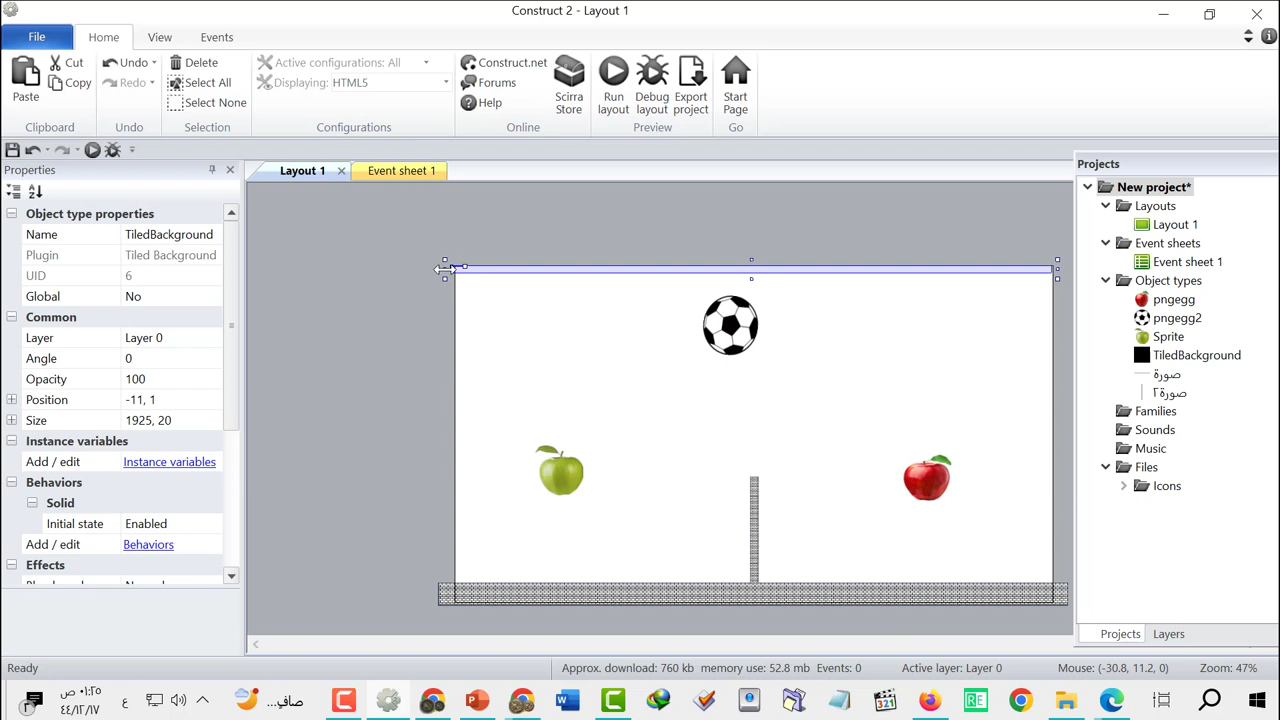 Construct 2 - Layout 1
File Home View Events
Paste
Cut
Copy
Clipboard
Undo
Redo
Undo
Delete
Select All
Select None
Selection
Active configurations: All
Displaying: HTML5
Configurations
Construct.net
Forums
Help
Scirra Store
Online
Run layout
Debug layout
Export project
Preview
Start Page
Go
Properties
Layout 1
Event sheet 1
Object type properties
Name TiledBackground
Plugin Tiled Background
UID 6
Global No
Common
Layer Layer 0
Angle 0
Opacity 100
Position -11, 1
Size 1925, 20
Instance variables
Add / edit Instance variables
Behaviors
Solid
Initial state Enabled
Add / edit Behaviors
Effects
Projects
New project*
Layouts
Layout 1
Event sheets
Event sheet 1
Object types
pngegg
pngegg2
Sprite
TiledBackground
صورة
صورة٢
Families
Sounds
Music
Files
Icons
Projects Layers
Ready
Approx. download: 760 kb memory use: 52.8 mb Events: 0 Active layer: Layer 0 Mouse: (-30.8, 11.2, 0) Zoom: 47%
٠١:٢٥ ص
٤٤/١٢/١٧
ع
صاف
W
321
RE